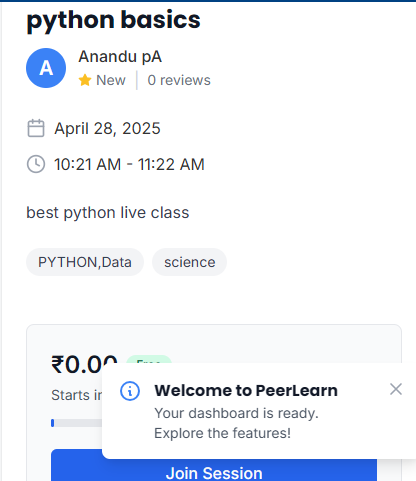 python basics
A
Anandu pA
New
0 reviews
April 28, 2025
10:21 AM - 11:22 AM
best python live class
PYTHON,Data
science
₹0.00
Free
Starts in
Welcome to PeerLearn
Your dashboard is ready.
Explore the features!
Join Session